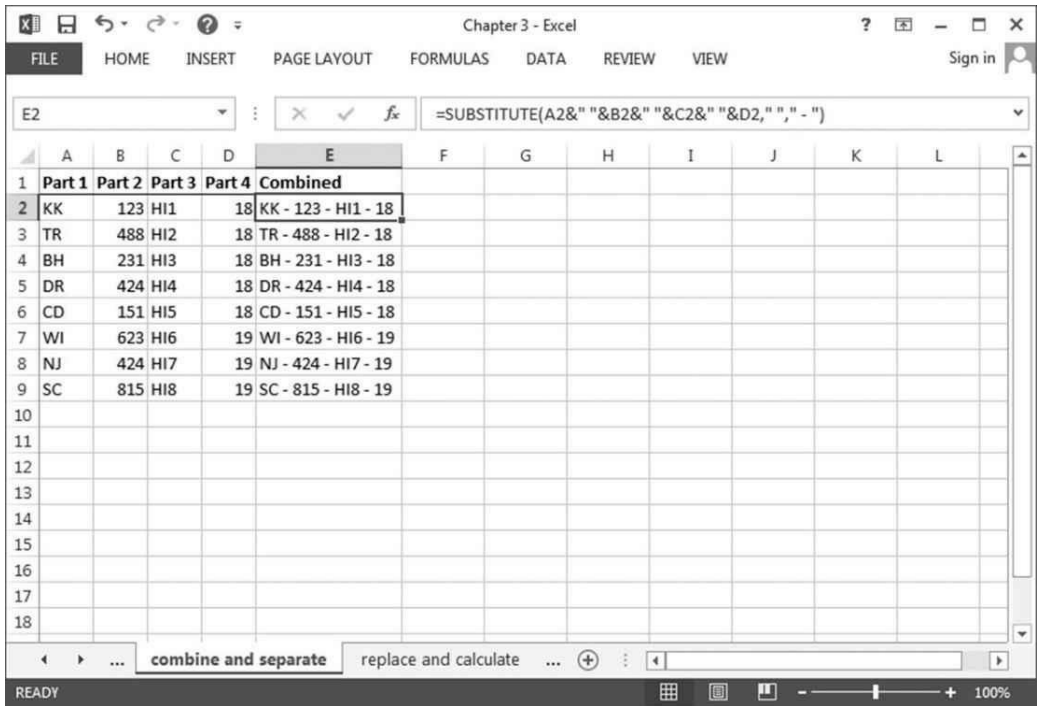 Chapter 3 - Excel
FILE HOME INSERT PAGE LAYOUT FORMULAS DATA REVIEW VIEW Sign in
E2 fx =SUBSTITUTE(A2&" "&B2&" "&C2&" "&D2," "," - ")
A B C D E F G H I J K L
1 Part 1 Part 2 Part 3 Part 4 Combined
2 KK 123 HI1 18 KK - 123 - HI1 - 18
3 TR 488 HI2 18 TR - 488 - HI2 - 18
4 BH 231 HI3 18 BH - 231 - HI3 - 18
5 DR 424 HI4 18 DR - 424 - HI4 - 18
6 CD 151 HI5 18 CD - 151 - HI5 - 18
7 WI 623 HI6 19 WI - 623 - HI6 - 19
8 NJ 424 HI7 19 NJ - 424 - HI7 - 19
9 SC 815 HI8 19 SC - 815 - HI8 - 19
10
11
12
13
14
15
16
17
18
... combine and separate replace and calculate ...
READY 100%